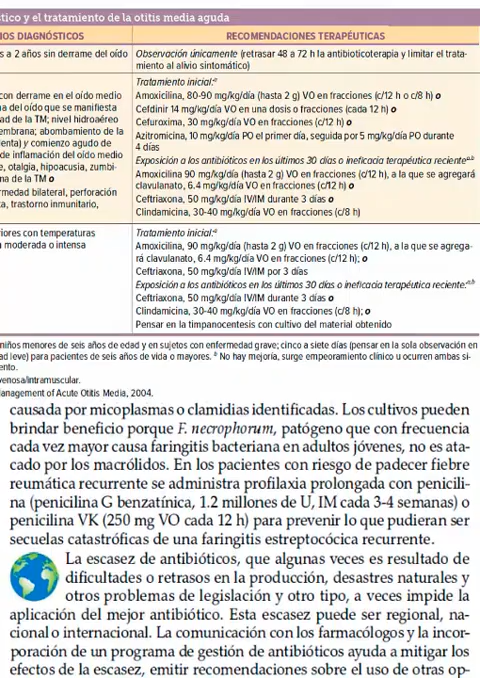 stico y el tratamiento de la otitis media aguda
IOS DIAGNÓSTICOS
RECOMENDACIONES TERAPÉUTICAS
s a 2 años sin derrame del oído
Observación únicamente (retrasar 48 a 72 h la antibioticoterapia y limitar el trata-
miento al alivio sintomático)
con derrame en el oído medio
a del oído que se manifiesta
ad de la TM; nivel hidroaéreo
embrana; abombamiento de la
enta) y comienzo agudo de
de inflamación del oído medio
e, otalgia, hipoacusia, zumbi-
na de la TM o
rmedad bilateral, perforación
ta, trastorno inmunitario,
Tratamiento inicial:a
Amoxicilina, 80-90 mg/kg/día (hasta 2 g) VO en fracciones (c/12 h o c/8 h) o
Cefdinir 14 mg/kg/día VO en una dosis o fracciones (cada 12 h) o
Cefuroxima, 30 mg/kg/día VO en fracciones (c/12 h) o
Azitromicina, 10 mg/kg/día PO el primer día, seguida por 5 mg/kg/día PO durante
4 días
Exposición a los antibióticos en los últimos 30 días o ineficacia terapéutica recientea,b
Amoxicilina 90 mg/kg/día (hasta 2 g) VO en fracciones (c/12 h), a la que se agregará
clavulanato, 6.4 mg/kg/día VO en fracciones (c/12 h) o
Ceftriaxona, 50 mg/kg/día IV/IM durante 3 días o
Clindamicina, 30-40 mg/kg/día VO en fracciones (c/8 h)
riores con temperaturas
a moderada o intensa
Tratamiento inicial:a
Amoxicilina, 90 mg/kg/día (hasta 2 g) VO en fracciones (c/12 h), a la que se agrega-
rá clavulanato, 6.4 mg/kg/día VO en fracciones (c/12 h); o
Ceftriaxona, 50 mg/kg/día IV/IM por 3 días
Exposición a los antibióticos en los últimos 30 días o ineficacia terapéutica reciente:a,b
Ceftriaxona, 50 mg/kg/día IV/IM durante 3 días o
Clindamicina, 30-40 mg/kg/día VO en fracciones (c/8 h); o
Pensar en la timpanocentesis con cultivo del material obtenido
niños menores de seis años de edad y en sujetos con enfermedad grave; cinco a siete días (pensar en la sola observación en
ad leve) para pacientes de seis años de vida o mayores. b No hay mejoría, surge empeoramiento clínico u ocurren ambas si-
ento.
venosa/intramuscular.
Management of Acute Otitis Media, 2004.
causada por micoplasmas o clamidias identificadas. Los cultivos pueden
brindar beneficio porque F. necrophorum, patógeno que con frecuencia
cada vez mayor causa faringitis bacteriana en adultos jóvenes, no es ata-
cado por los macrólidos. En los pacientes con riesgo de padecer fiebre
reumática recurrente se administra profilaxia prolongada con penicili-
na (penicilina G benzatínica, 1.2 millones de U, IM cada 3-4 semanas) o
penicilina VK (250 mg VO cada 12 h) para prevenir lo que pudieran ser
secuelas catastróficas de una faringitis estreptocócica recurrente.
La escasez de antibióticos, que algunas veces es resultado de
dificultades o retrasos en la producción, desastres naturales y
otros problemas de legislación y otro tipo, a veces impide la
aplicación del mejor antibiótico. Esta escasez puede ser regional, na-
cional o internacional. La comunicación con los farmacólogos y la incor-
poración de un programa de gestión de antibióticos ayuda a mitigar los
efectos de la escasez, emitir recomendaciones sobre el uso de otras op-